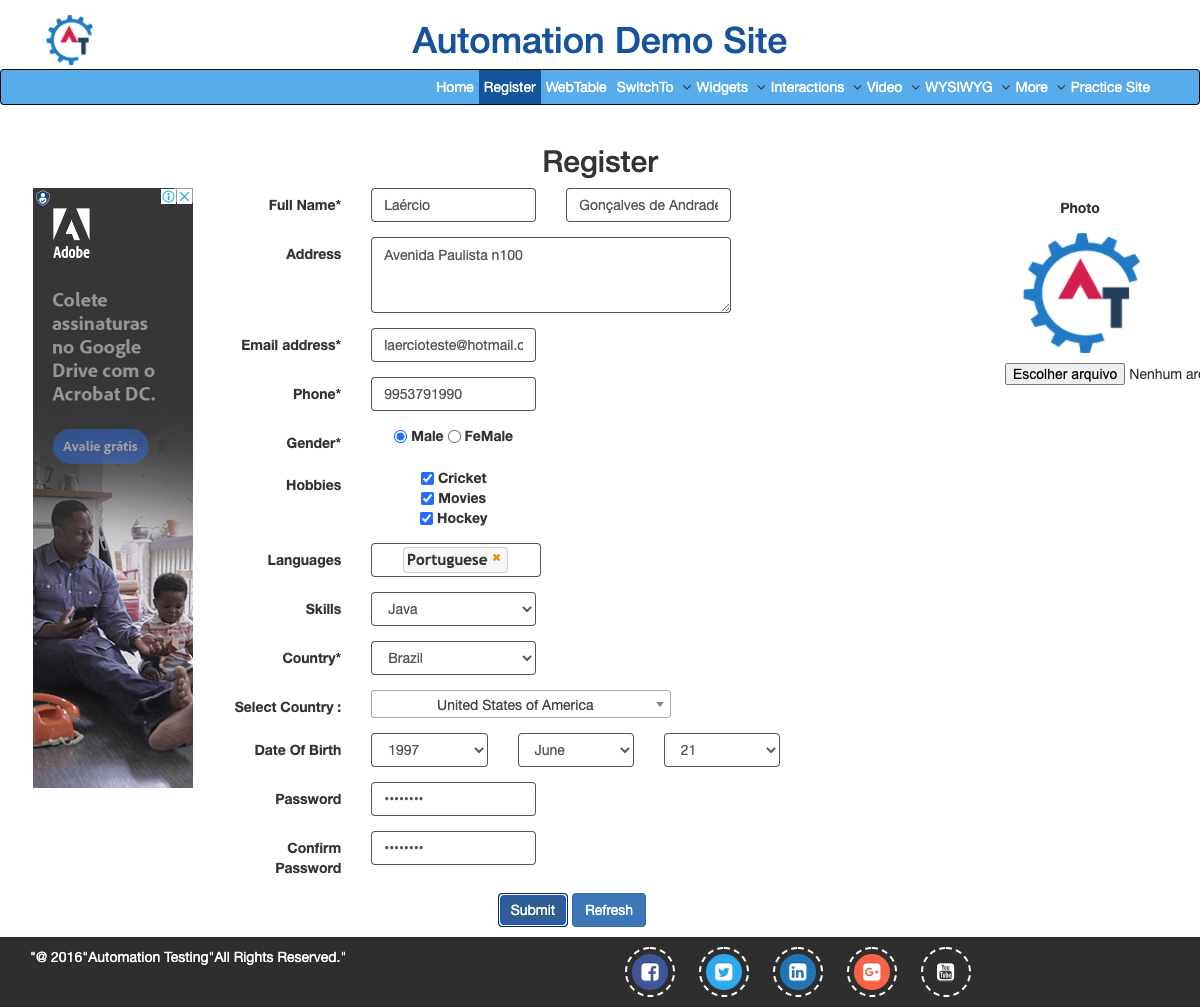 AT
Automation Demo Site
Home Register WebTable SwitchTo Widgets Interactions Video WYSIWYG More Practice Site
Register
Adobe
Colete
assinaturas
no Google
Drive com o
Acrobat DC.
Avalie grátis
Full Name* Laércio Gonçalves de Andrade
Address Avenida Paulista n100
Email address* laercioteste@hotmail.c
Phone* 9953791990
Gender* Male FeMale
Hobbies Cricket
Movies
Hockey
Languages Portuguese
Skills Java
Country* Brazil
Select Country : United States of America
Date Of Birth 1997 June 21
Password ••••••••
Confirm ••••••••
Password
Submit Refresh
Photo
AT
Escolher arquivo Nenhum arq
"@ 2016"Automation Testing"All Rights Reserved."
You
Tube